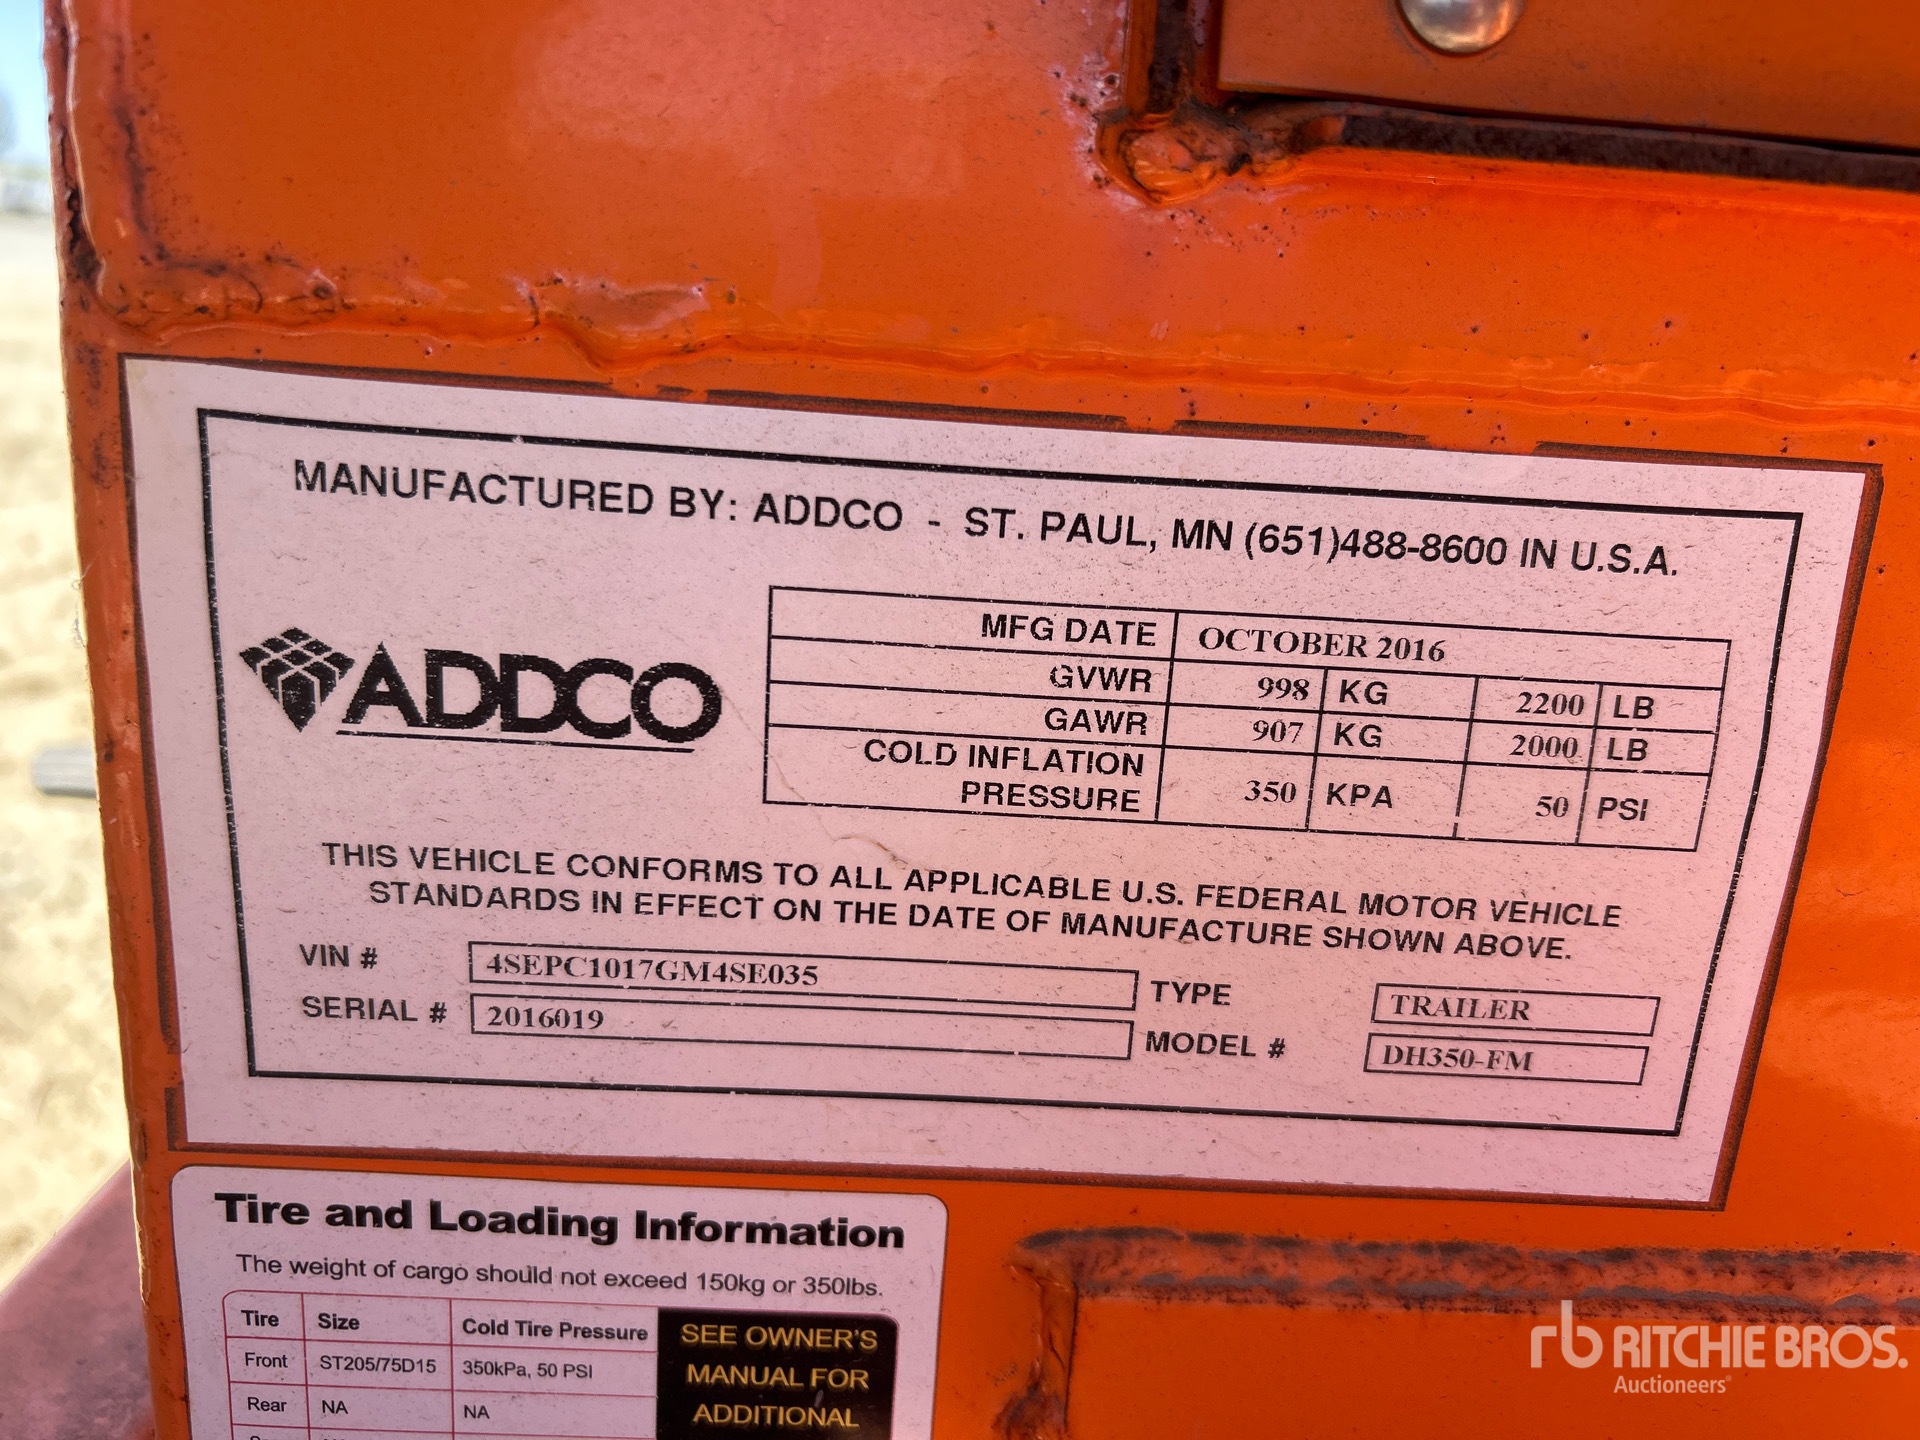 MANUFACTURED BY: ADDCO - ST. PAUL, MN (651)488-8600 IN U.S.A.
ADDCO
MFG DATE OCTOBER 2016
GVWR 998 KG 2200 LB
GAWR 907 KG 2000 LB
COLD INFLATION
PRESSURE 350 KPA 50 PSI
THIS VEHICLE CONFORMS TO ALL APPLICABLE U.S. FEDERAL MOTOR VEHICLE
STANDARDS IN EFFECT ON THE DATE OF MANUFACTURE SHOWN ABOVE.
VIN # 4SEPC1017GM4SE035 TYPE TRAILER
SERIAL # 2016019 MODEL # DH350-FM
Tire and Loading Information
The weight of cargo should not exceed 150kg or 350lbs.
Tire Size Cold Tire Pressure
Front ST205/75D15 350kPa, 50 PSI
Rear NA NA
SEE OWNER'S
MANUAL FOR
ADDITIONAL
rb RITCHIE BROS.
Auctioneers